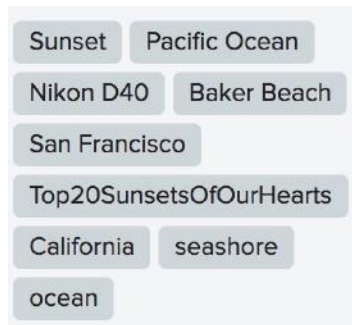 Sunset Pacific Ocean
Nikon D40 Baker Beach
San Francisco
Top20SunsetsOfOurHearts
California seashore
ocean